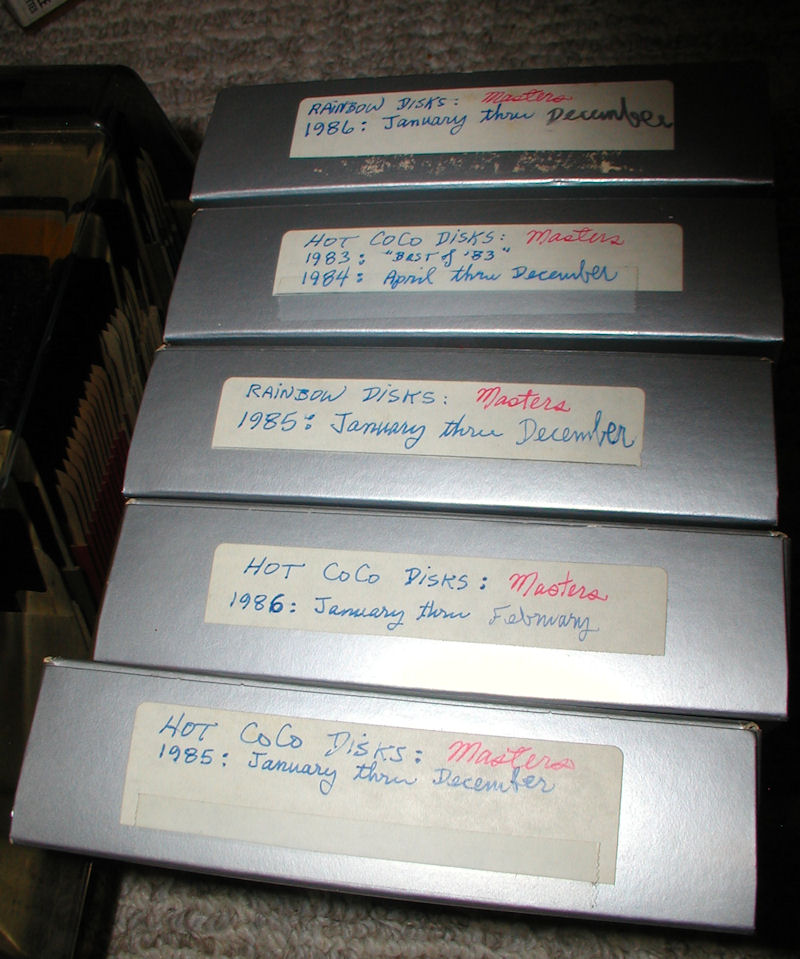 RAINBOW DISKS: Masters
1986: January thru December
HOT COCO DISKS: Masters
1983: "BEST of '83"
1984: April thru December
RAINBOW DISKS: Masters
1985: January thru December
HOT COCO DISKS: Masters
1986: January thru February
HOT COCO DISKS: Masters
1985: January thru December